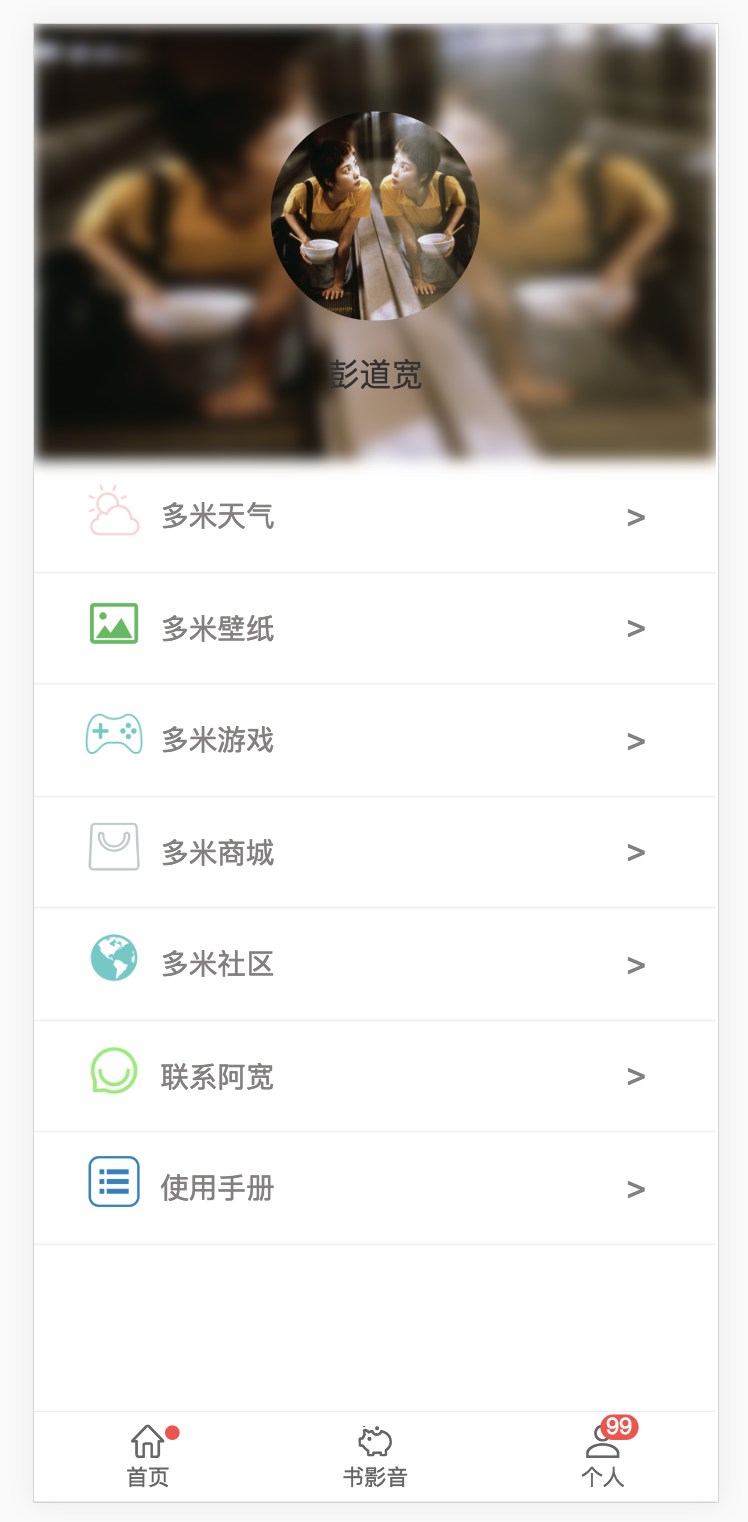 彭道宽
多米天气 >
多米壁纸 >
多米游戏 >
多米商城 >
多米社区 >
联系阿宽 >
使用手册 >
99
首页 书影音 个人